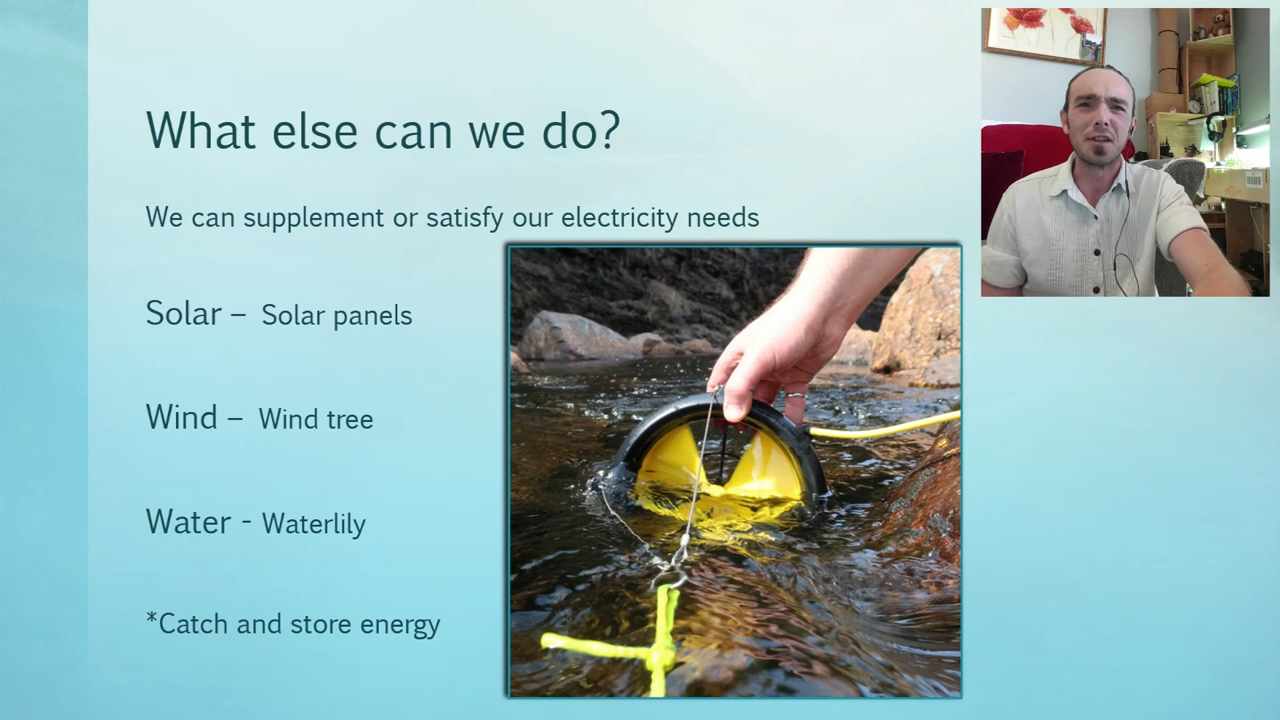 What else can we do?
We can supplement or satisfy our electricity needs
Solar – Solar panels
Wind – Wind tree
Water - Waterlily
*Catch and store energy